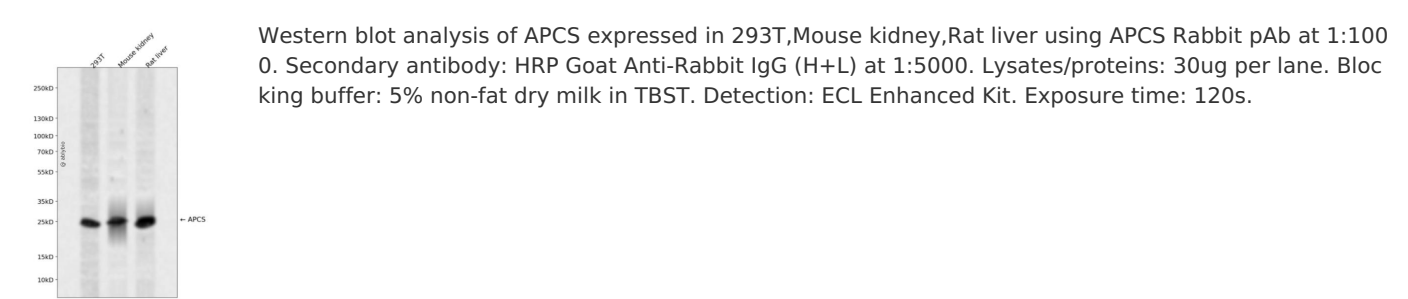 Western blot analysis of APCS expressed in 293T,Mouse kidney,Rat liver using APCS Rabbit pAb at 1:100
0. Secondary antibody: HRP Goat Anti-Rabbit IgG (H+L) at 1:5000. Lysates/proteins: 30ug per lane. Bloc
king buffer: 5% non-fat dry milk in TBST. Detection: ECL Enhanced Kit. Exposure time: 120s.
293T
Mouse kidney
Rat liver
250kD
130kD
100kD
70kD
55kD
35kD
25kD
15kD
10kD
← APCS